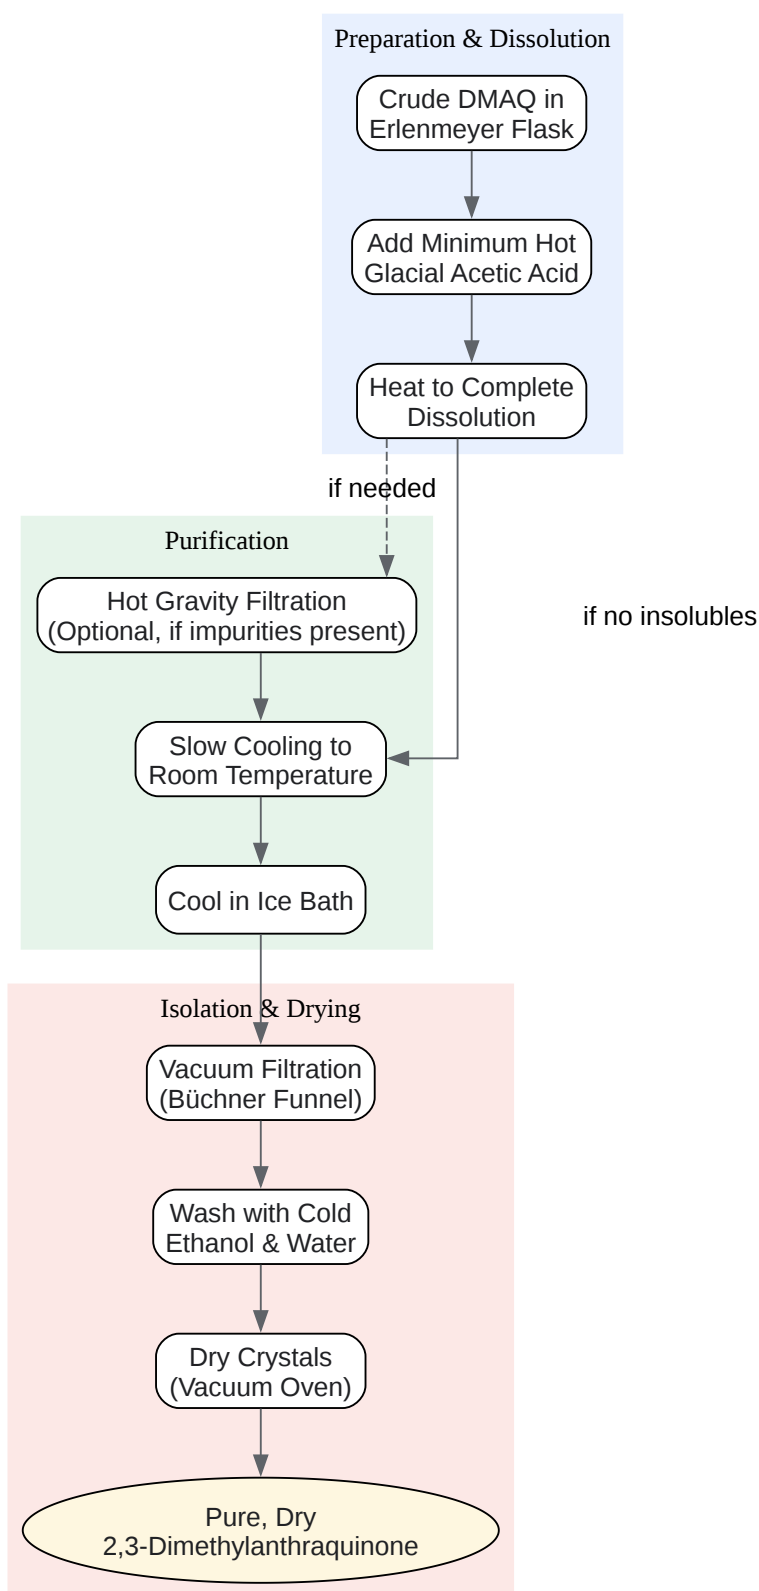 Preparation & Dissolution
Crude DMAQ in
Erlenmeyer Flask
Add Minimum Hot
Glacial Acetic Acid
Heat to Complete
Dissolution
if needed
Purification
Hot Gravity Filtration
(Optional, if impurities present)
if no insolubles
Slow Cooling to
Room Temperature
Cool in Ice Bath
Isolation & Drying
Vacuum Filtration
(Büchner Funnel)
Wash with Cold
Ethanol & Water
Dry Crystals
(Vacuum Oven)
Pure, Dry
2,3-Dimethylanthraquinone